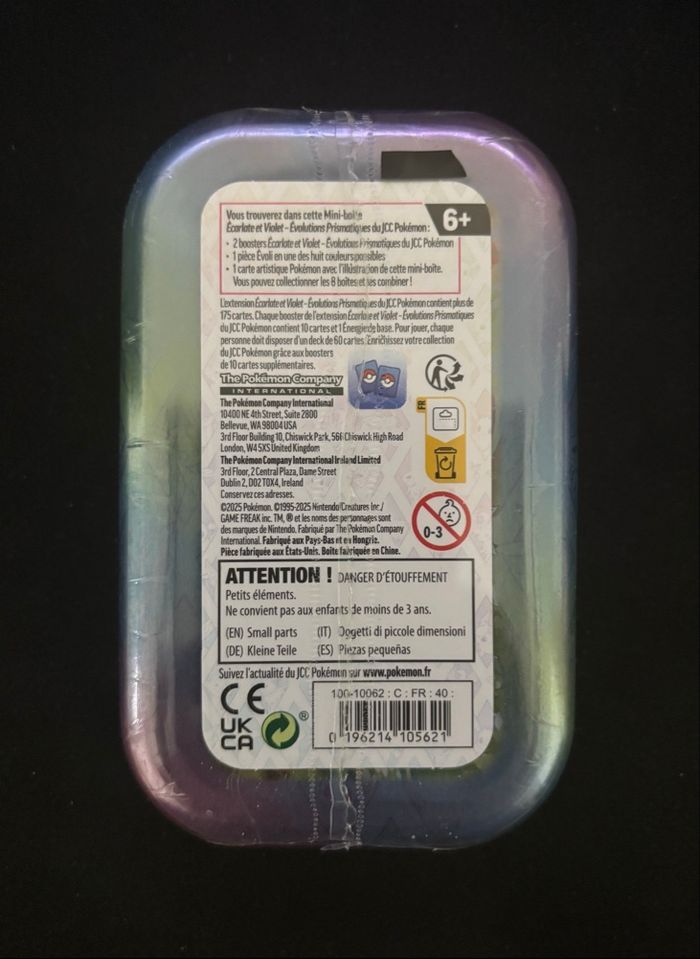 Vous trouverez dans cette Mini-boîte
Écarlate et Violet - Évolutions Prismatiques du JCC Pokémon :
6+
• 2 boosters Écarlate et Violet - Évolutions Prismatiques du JCC Pokémon
• 1 pièce Évoli en une des huit couleurs possibles
• 1 carte artistique Pokémon avec l'illustration de cette mini-boîte.
Vous pouvez collectionner les 8 boîtes et les combiner !
L'extension Écarlate et Violet - Évolutions Prismatiques du JCC Pokémon contient plus de
175 cartes. Chaque booster de l'extension Écarlate et Violet - Évolutions Prismatiques
du JCC Pokémon contient 10 cartes et 1 Énergie de base. Pour jouer, chaque
personne doit disposer d'un deck de 60 cartes. Enrichissez votre collection
du JCC Pokémon grâce aux boosters
de 10 cartes supplémentaires.
The Pokémon Company
INTERNATIONAL
The Pokémon Company International
10400 NE 4th Street, Suite 2800
Bellevue, WA 98004 USA
3rd Floor Building 10, Chiswick Park, 566 Chiswick High Road
London, W4 5XS United Kingdom
The Pokémon Company International Ireland Limited
3rd Floor, 2 Central Plaza, Dame Street
Dublin 2, D02 T0X4, Ireland
Conservez ces adresses.
FR
©2025 Pokémon. ©1995-2025 Nintendo/Creatures Inc./
GAME FREAK inc. TM, ® et les noms des personnages sont
des marques de Nintendo. Fabriqué par The Pokémon Company
International. Fabriqué aux Pays-Bas et en Hongrie.
Pièce fabriquée aux États-Unis. Boîte fabriquée en Chine.
0-3
ATTENTION ! DANGER D'ÉTOUFFEMENT
Petits éléments.
Ne convient pas aux enfants de moins de 3 ans.
(EN) Small parts (IT) Oggetti di piccole dimensioni
(DE) Kleine Teile (ES) Piezas pequeñas
Suivez l'actualité du JCC Pokémon sur www.pokemon.fr
CE
UK
CA
®
100-10062 : C : FR : 40 :
0 196214 105621